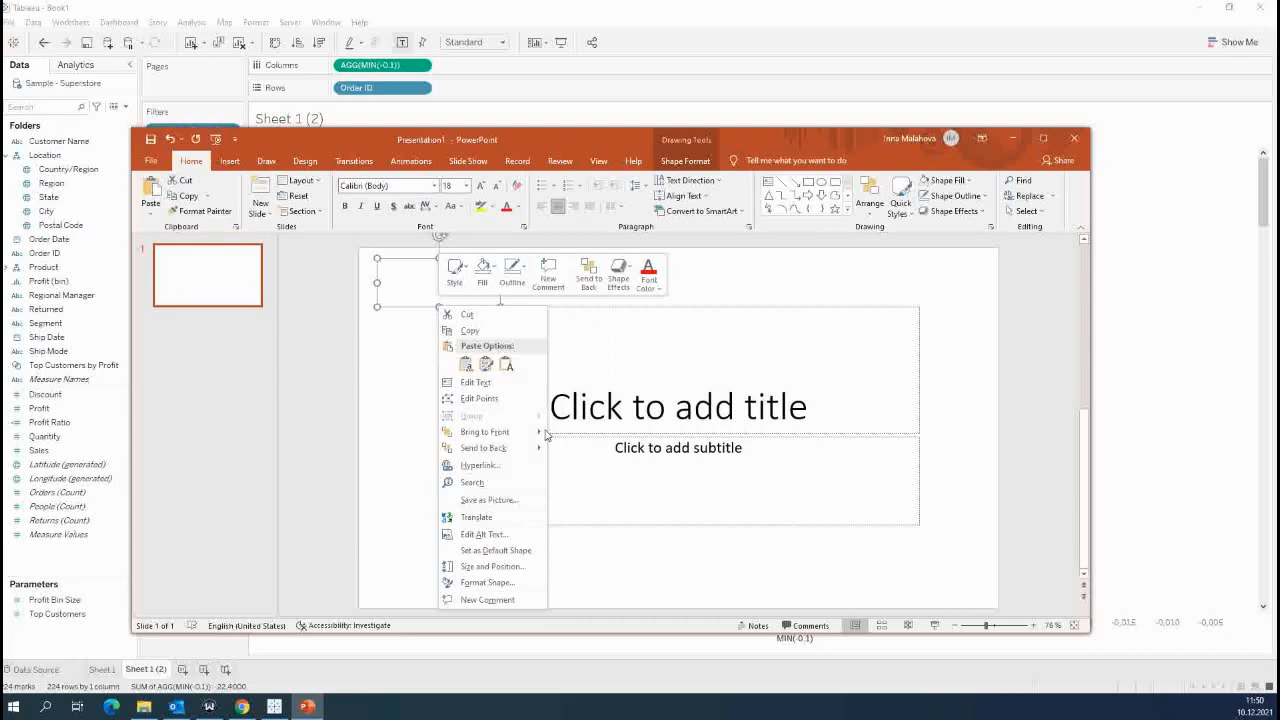 Tableau - Book1
File Data Worksheets Dashboard Story Analysis Map Format Server Window Help
Standard Show Me
Data Analytics Pages Columns AGG(MIN(-0.1))
Sample - Superstore Rows Order ID
Search Filters Sheet 1 (2)
Folders
Customer Name
Location
Country/Region
Region
State
City
Postal Code
Order Date
Order ID
Product
Profit (bin)
Regional Manager
Returned
Segment
Ship Date
Ship Mode
Top Customers by Profit
Measure Names
Discount
Profit
Profit Ratio
Quantity
Sales
Latitude (generated)
Longitude (generated)
Orders (Count)
People (Count)
Returns (Count)
Measure Values
Parameters
Profit Bin Size
Top Customers
Presentation1 - PowerPoint Drawing Tools Inna Malahova IM
File Home Insert Draw Design Transitions Animations Slide Show Record Review View Help Shape Format Tell me what you want to do Share
Paste Cut Copy Format Painter
Clipboard
New Slide Layout Reset Section
Slides
Calibri (Body) 18
Font
Text Direction Align Text Convert to SmartArt
Paragraph
Arrange Quick Styles Shape Fill Shape Outline Shape Effects
Drawing
Find Replace Select
Editing
1
Style Fill Outline New Comment Send to Back Shape Effects Font Color
Cut
Copy
Paste Options:
Edit Text
Edit Points
Group
Bring to Front
Send to Back
Hyperlink...
Search
Save as Picture...
Translate
Edit Alt Text...
Set as Default Shape
Size and Position...
Format Shape...
New Comment
Click to add title
Click to add subtitle
Slide 1 of 1 English (United States) Accessibility: Investigate Notes Comments 76 %
-0,015 -0,010 -0,005
MIN(-0.1)
Data Source Sheet 1 Sheet 1 (2)
224 marks 224 rows by 1 column SUM of AGG(MIN(-0.1)): -22.4000
11:50
10.12.2021